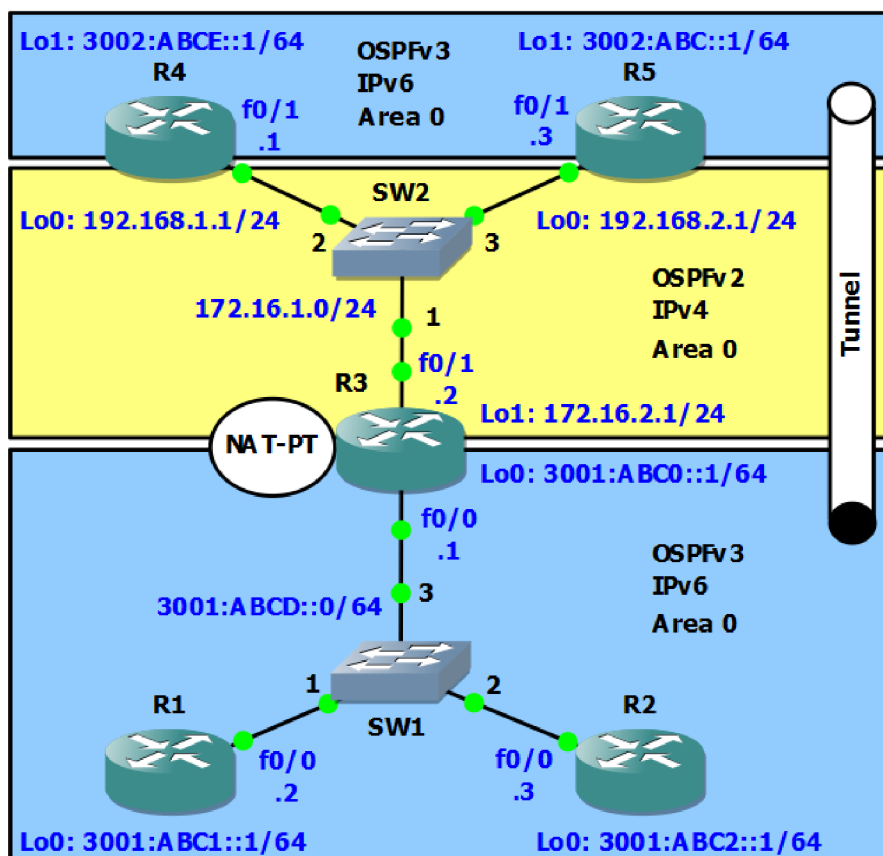 Lo1: 3002:ABCE::1/64
OSPFv3
Lo1: 3002:ABC::1/64
R4
IPv6
R5
Area 0
f0/1
.1
f0/1
.3
SW2
Lo0: 192.168.1.1/24
2
3
Lo0: 192.168.2.1/24
172.16.1.0/24
1
OSPFv2
IPv4
Area 0
Tunnel
f0/1
.2
R3
Lo1: 172.16.2.1/24
NAT-PT
Lo0: 3001:ABC0::1/64
f0/0
.1
OSPFv3
IPv6
Area 0
3001:ABCD::0/64
3
1
2
R1
SW1
R2
f0/0
.2
f0/0
.3
Lo0: 3001:ABC1::1/64
Lo0: 3001:ABC2::1/64